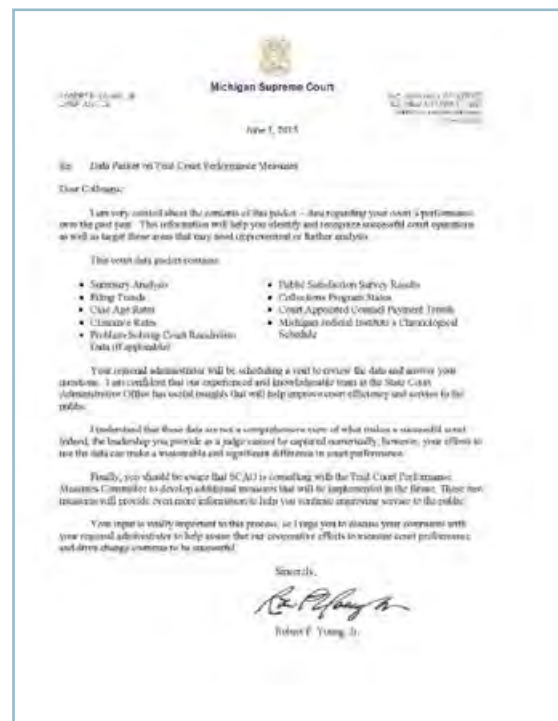 Michigan Supreme Court
June 1, 2013
Re: Data Packet on Trial Court Performance Measures
Dear Colleague:
I am very excited about the contents of this packet – data regarding your court's performance
over the past year. This information will help you identify and recognize successful court operations
as well as target those areas that may need improvement or further analysis.
This court data packet contains:
• Summary Analysis
• Filing Trends
• Case Age Rates
• Clearance Rates
• Problem Solving Court Recidivism
Data (if applicable)
• Public Satisfaction Survey Results
• Collections Program Status
• Court Appointed Counsel Payment Trends
• Michigan Judicial Institute's Chronological
Schedule
Your regional administrator will be scheduling a visit to review the data and answer your
questions. I am confident that our experienced and knowledgeable team at the State Court
Administrative Office has useful insights that will help improve court efficiency and service to the
public.
I understand that these data are not a comprehensive view of what makes a successful court.
Indeed, the leadership you provide as a judge cannot be captured numerically, however, your efforts to
use the data can make a measurable and significant difference in court performance.
Finally, you should be aware that SCAO is consulting with the Trial Court Performance
Measures Committee to develop additional measures that will be implemented in the future. These new
measures will provide even more information to help you continue improving service to the public.
Your input is vitally important to this process, so I urge you to discuss your comments with
your regional administrator to help assure that our cooperative efforts to measure court performance
and drive change continue to be successful.
Sincerely,
Robert P. Young, Jr.